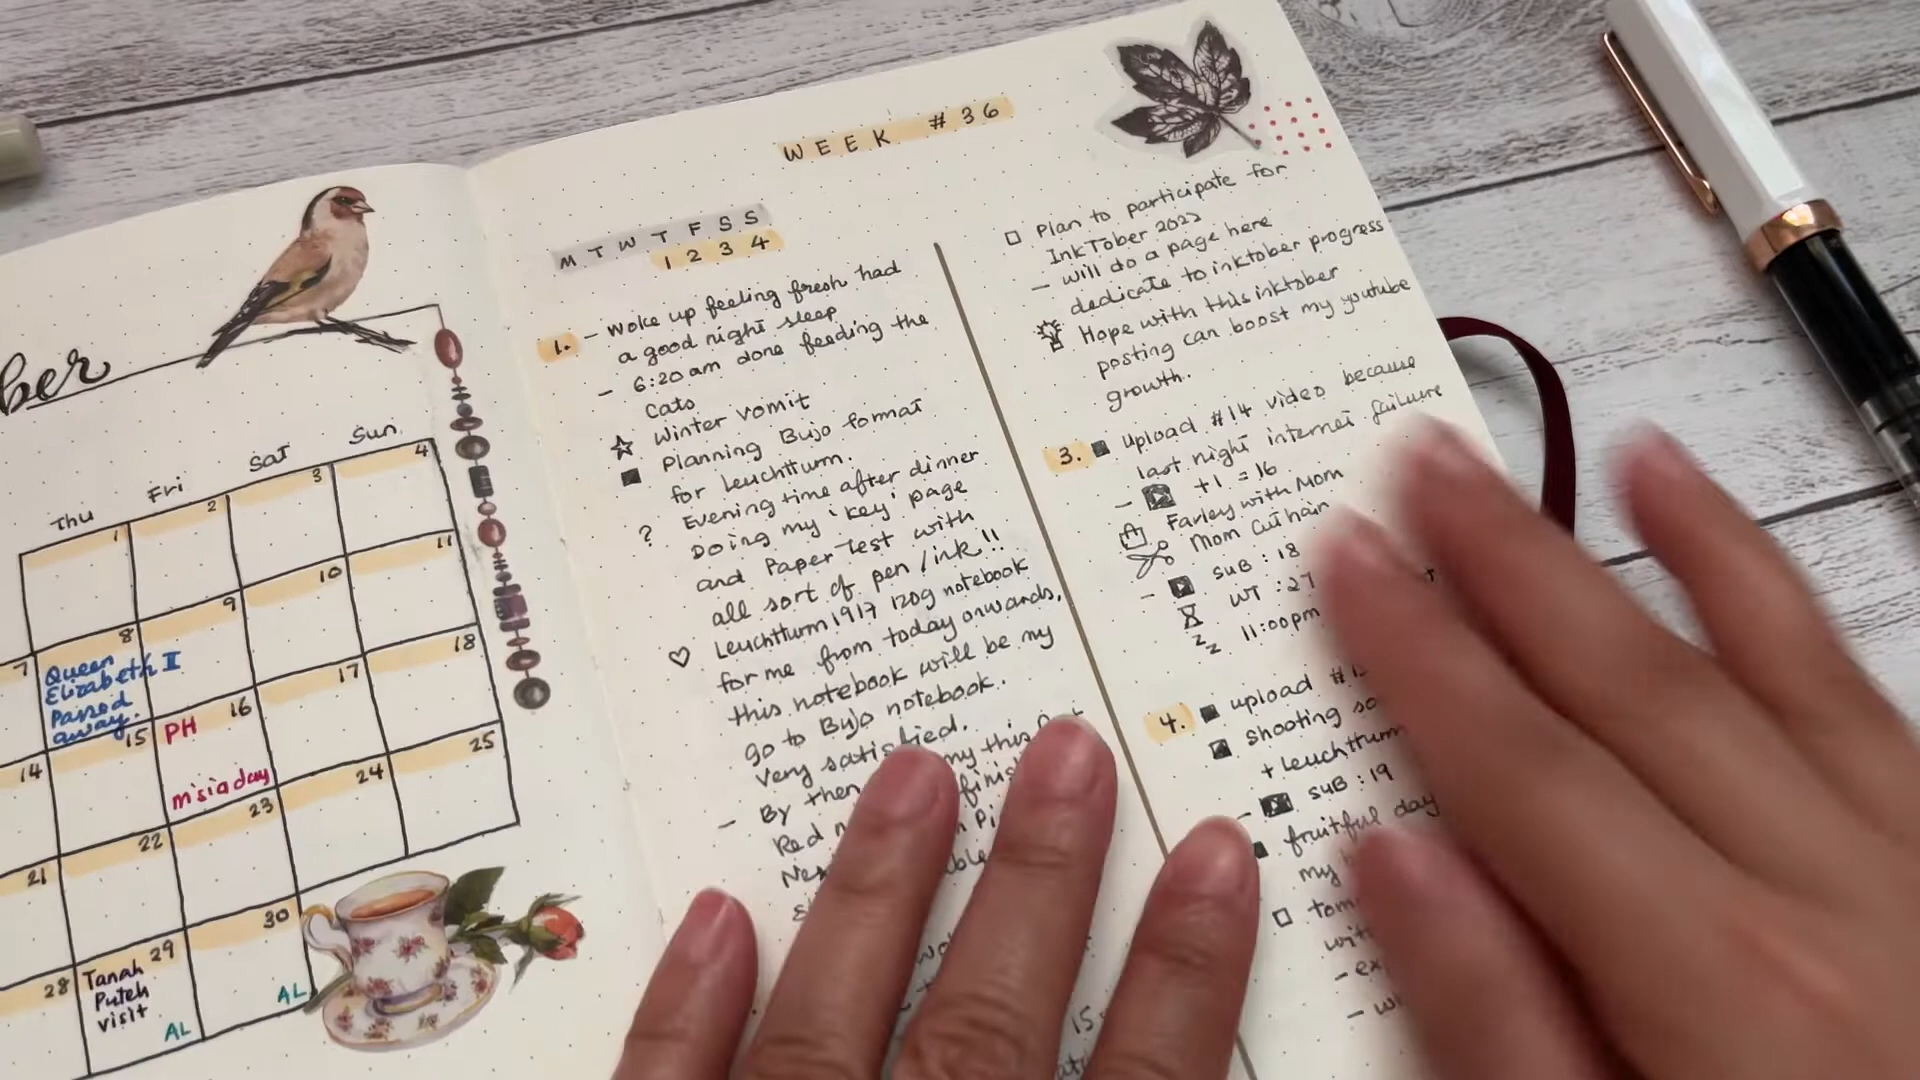 ber
Thu Fri Sat Sun
1 2 3 4
8 9 10 11
7
Queen
Elizabeth II
Passed
away.
15 16 17 18
PH
m'sia day
14 22 23 24 25
21 29 30
28
Tanah
Puteh
visit
AL
AL
WEEK #36
M T W T F S S
1 2 3 4
1. - Woke up feeling fresh had
a good night sleep
- 6:20am done feeding the
Cats
Winter vomit
Planning Bujo format
for Leuchtturm.
? Evening time after dinner
Doing my 'key' page
and Paper test with
all sort of pen/ink!!
Leuchtturm1917 120g notebook
for me from today onwards,
this notebook will be my
go to Bujo notebook.
Very satisfied.
- By then my this
Red
Plan to participate for
InkTober 2022
- will do a page here
dedicate to inktober progress
Hope with this inktober
posting can boost my youtube
growth.
3. Upload #14 video because
last night internet failure
- +1 = 16
Farley with Mom
Mom Cut hair
- SUB : 18
WT : 27
zz 11:00pm
4. upload
shooting
+ Leuchtturm
- SUB : 19
fruitful day
my